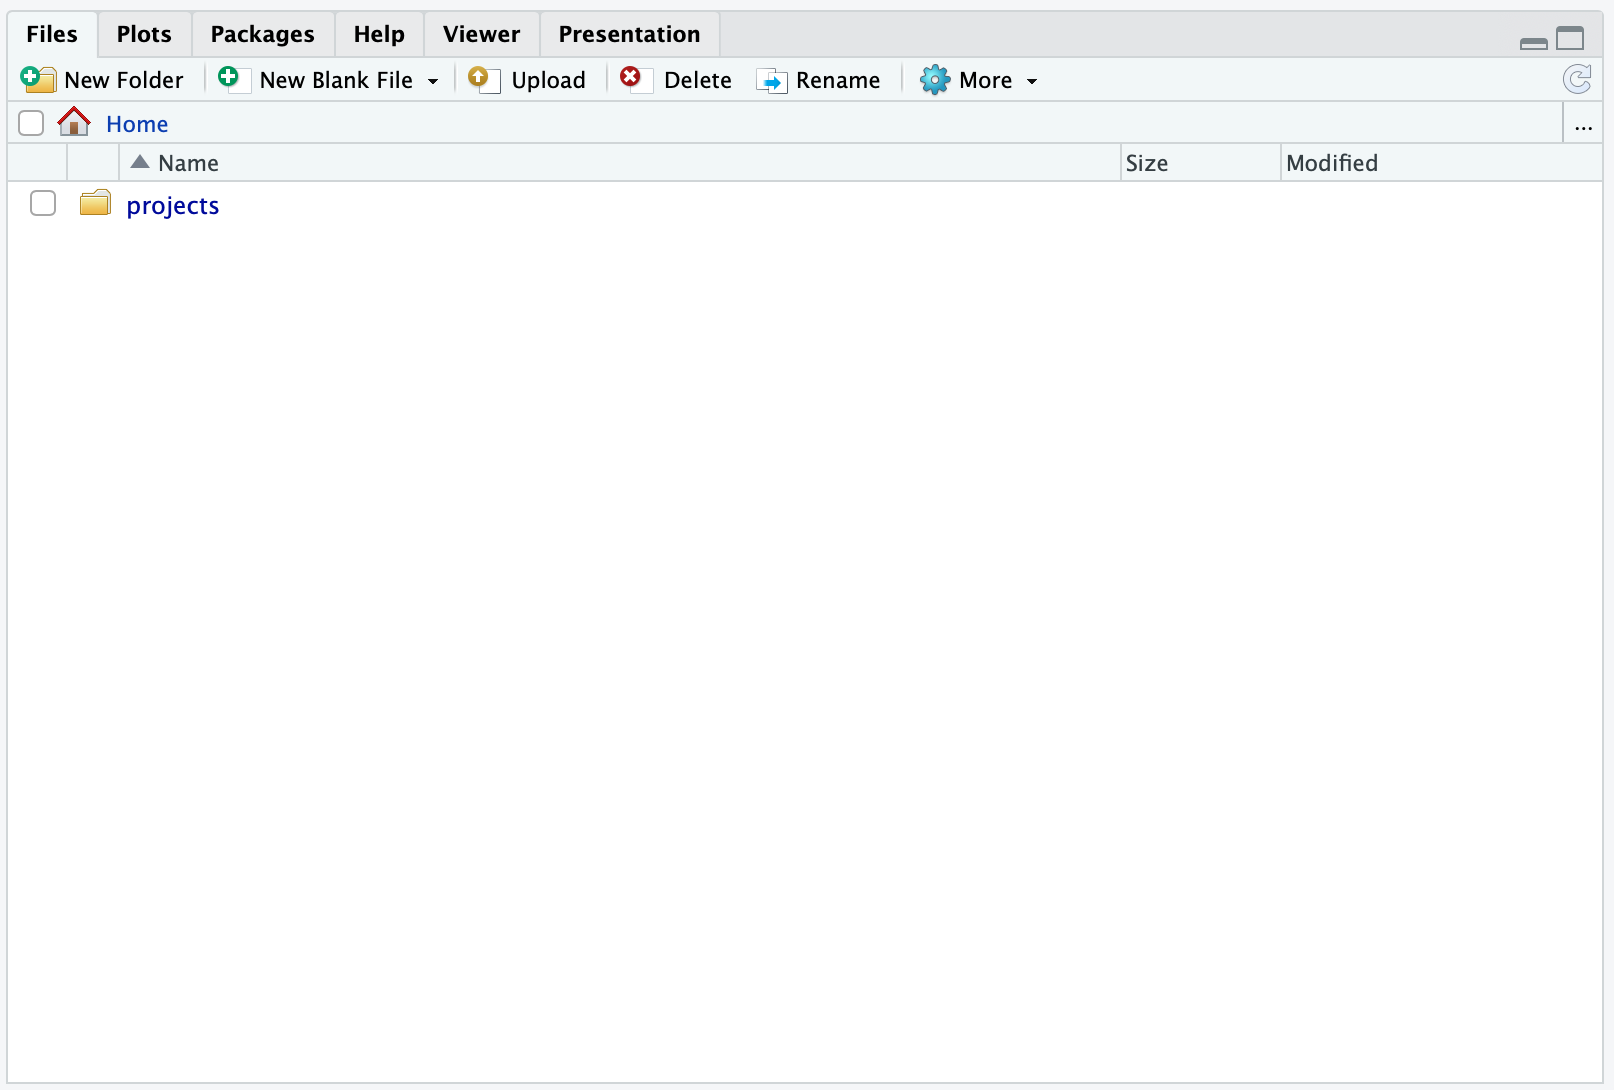 Files Plots Packages Help Viewer Presentation
New Folder New Blank File Upload Delete Rename More
Home ...
Name Size Modified
projects